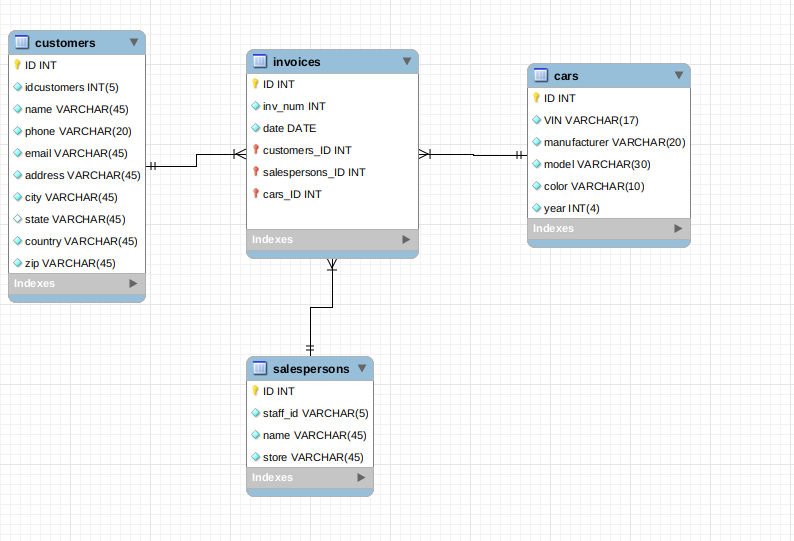 customers
ID INT
idcustomers INT(5)
name VARCHAR(45)
phone VARCHAR(20)
email VARCHAR(45)
address VARCHAR(45)
city VARCHAR(45)
state VARCHAR(45)
country VARCHAR(45)
zip VARCHAR(45)
Indexes
invoices
ID INT
inv_num INT
date DATE
customers_ID INT
salespersons_ID INT
cars_ID INT
Indexes
cars
ID INT
VIN VARCHAR(17)
manufacturer VARCHAR(20)
model VARCHAR(30)
color VARCHAR(10)
year INT(4)
Indexes
salespersons
ID INT
staff_id VARCHAR(5)
name VARCHAR(45)
store VARCHAR(45)
Indexes